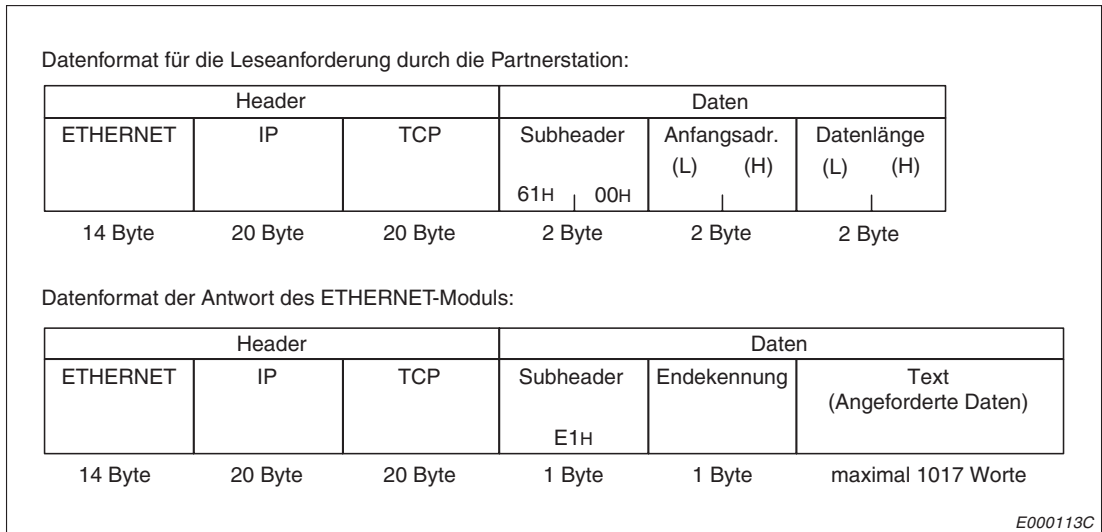 Datenformat für die Leseanforderung durch die Partnerstation:
Header Daten
ETHERNET IP TCP Subheader Anfangsadr. Datenlänge
(L) (H) (L) (H)
61H 00H
14 Byte 20 Byte 20 Byte 2 Byte 2 Byte 2 Byte
Datenformat der Antwort des ETHERNET-Moduls:
Header Daten
ETHERNET IP TCP Subheader Endekennung Text
(Angeforderte Daten)
E1H
14 Byte 20 Byte 20 Byte 1 Byte 1 Byte maximal 1017 Worte
E000113C